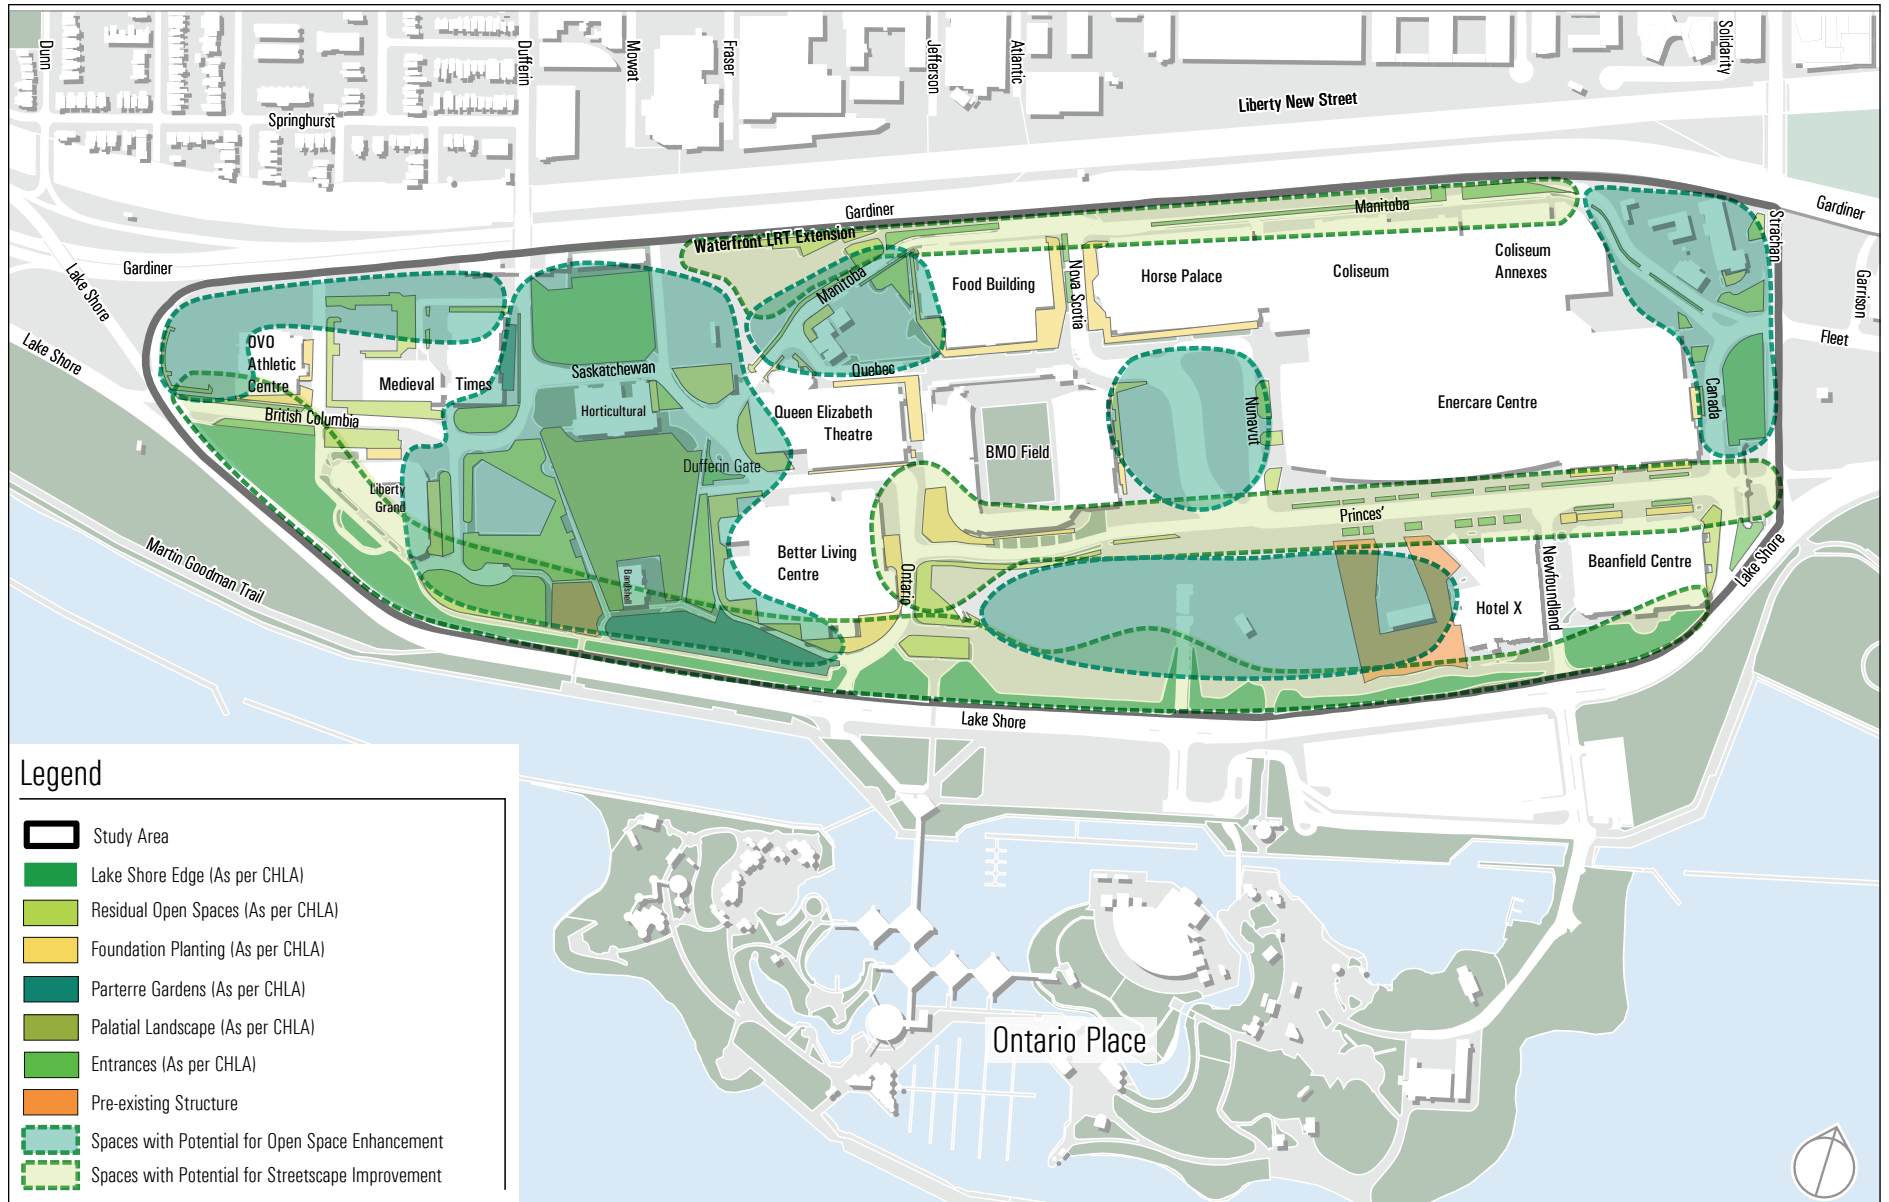 Dunn
Dufferin
Mowat
Fraser
Jefferson
Atlantic
Solidarity
Springhurst
Liberty New Street
Gardiner
Waterfront LRT Extension
Manitoba
Gardiner
Strachan
Garrison
Gardiner
Lake Shore
Lake Shore
Manitoba
Food Building
Nova Scotia
Horse Palace
Coliseum
Coliseum
Annexes
Fleet
OVO
Athletic
Centre
Medieval Times
Saskatchewan
Quebec
Horticultural
British Columbia
Queen Elizabeth
Theatre
BMO Field
Nunavut
Enercare Centre
Canada
Dufferin Gate
Liberty
Grand
Princes'
Martin Goodman Trail
Bandshell
Better Living
Centre
Ontario
Hotel X
Newfoundland
Beanfield Centre
Lake Shore
Lake Shore
Ontario Place
Legend
Study Area
Lake Shore Edge (As per CHLA)
Residual Open Spaces (As per CHLA)
Foundation Planting (As per CHLA)
Parterre Gardens (As per CHLA)
Palatial Landscape (As per CHLA)
Entrances (As per CHLA)
Pre-existing Structure
Spaces with Potential for Open Space Enhancement
Spaces with Potential for Streetscape Improvement